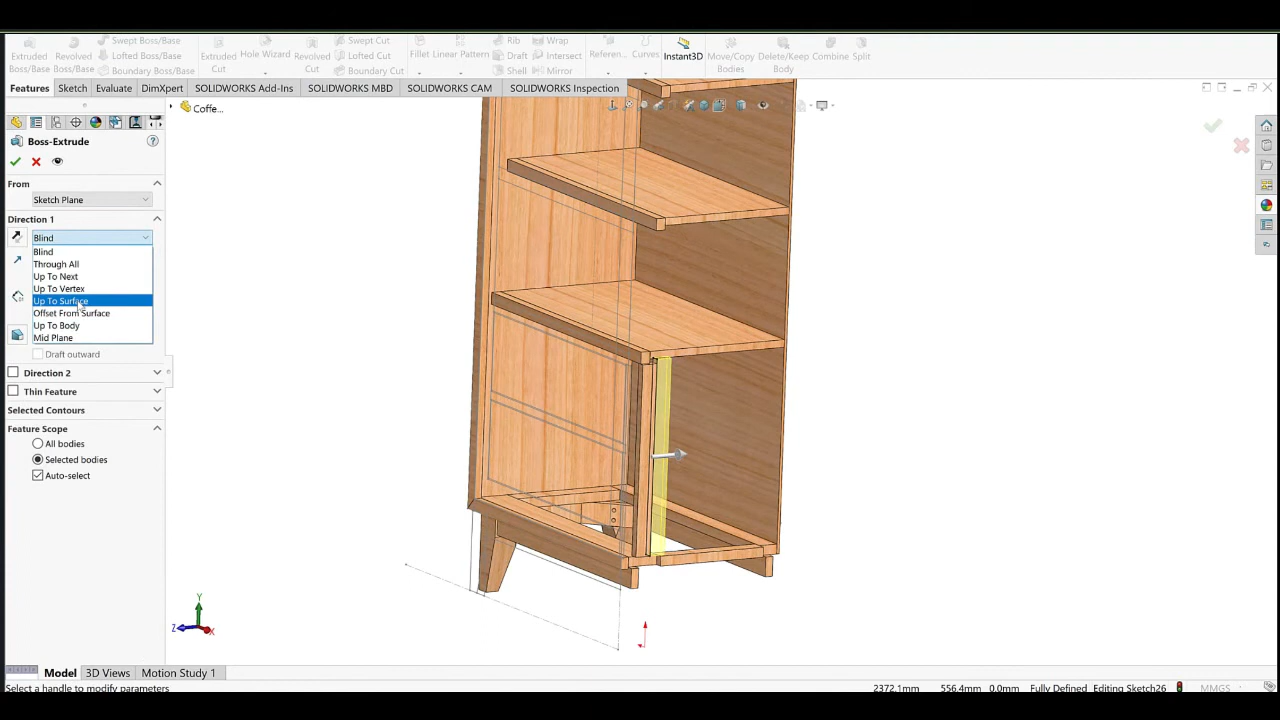 Extruded Boss/Base
Revolved Boss/Base
Swept Boss/Base
Lofted Boss/Base
Boundary Boss/Base
Extruded Cut
Hole Wizard
Revolved Cut
Swept Cut
Lofted Cut
Boundary Cut
Fillet
Linear Pattern
Rib
Draft
Shell
Wrap
Intersect
Mirror
Referen...
Curves
Instant3D
Move/Copy Bodies
Delete/Keep Body
Combine
Split
Features
Sketch
Evaluate
DimXpert
SOLIDWORKS Add-Ins
SOLIDWORKS MBD
SOLIDWORKS CAM
SOLIDWORKS Inspection
Coffe...
Boss-Extrude
From
Sketch Plane
Direction 1
Blind
Blind
Through All
Up To Next
Up To Vertex
Up To Surface
Offset From Surface
Up To Body
Mid Plane
Draft outward
Direction 2
Thin Feature
Selected Contours
Feature Scope
All bodies
Selected bodies
Auto-select
Y
Z
X
Model
3D Views
Motion Study 1
Select a handle to modify parameters
2372.1mm
556.4mm
0.0mm
Fully Defined
Editing Sketch26
MMGS